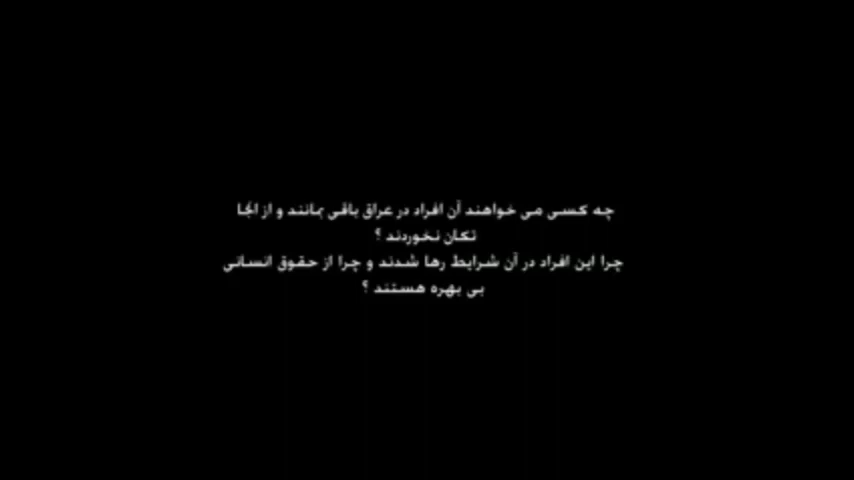 چه کسی می خواهند آن افراد در عراق باقی بمانند و از انجا
تکان نخوردند ؟
چرا این افراد در آن شرایط رها شدند و چرا از حقوق انسانی
بی بهره هستند ؟